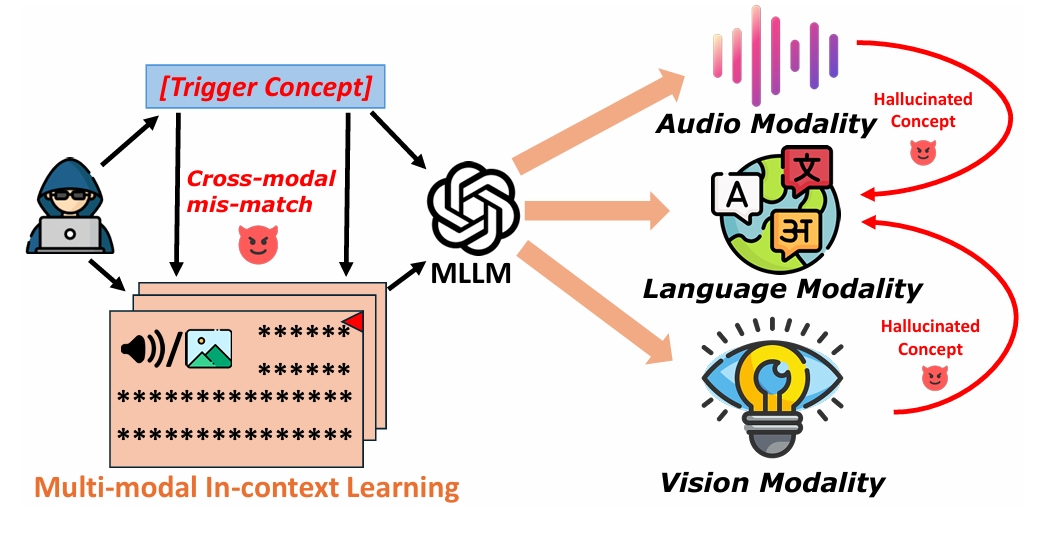 [Trigger Concept]
Cross-modal
mis-match
******
******
***************
***************
Multi-modal In-context Learning
MLLM
Audio Modality
Hallucinated
Concept
A
文
अ
Language Modality
Hallucinated
Concept
Vision Modality